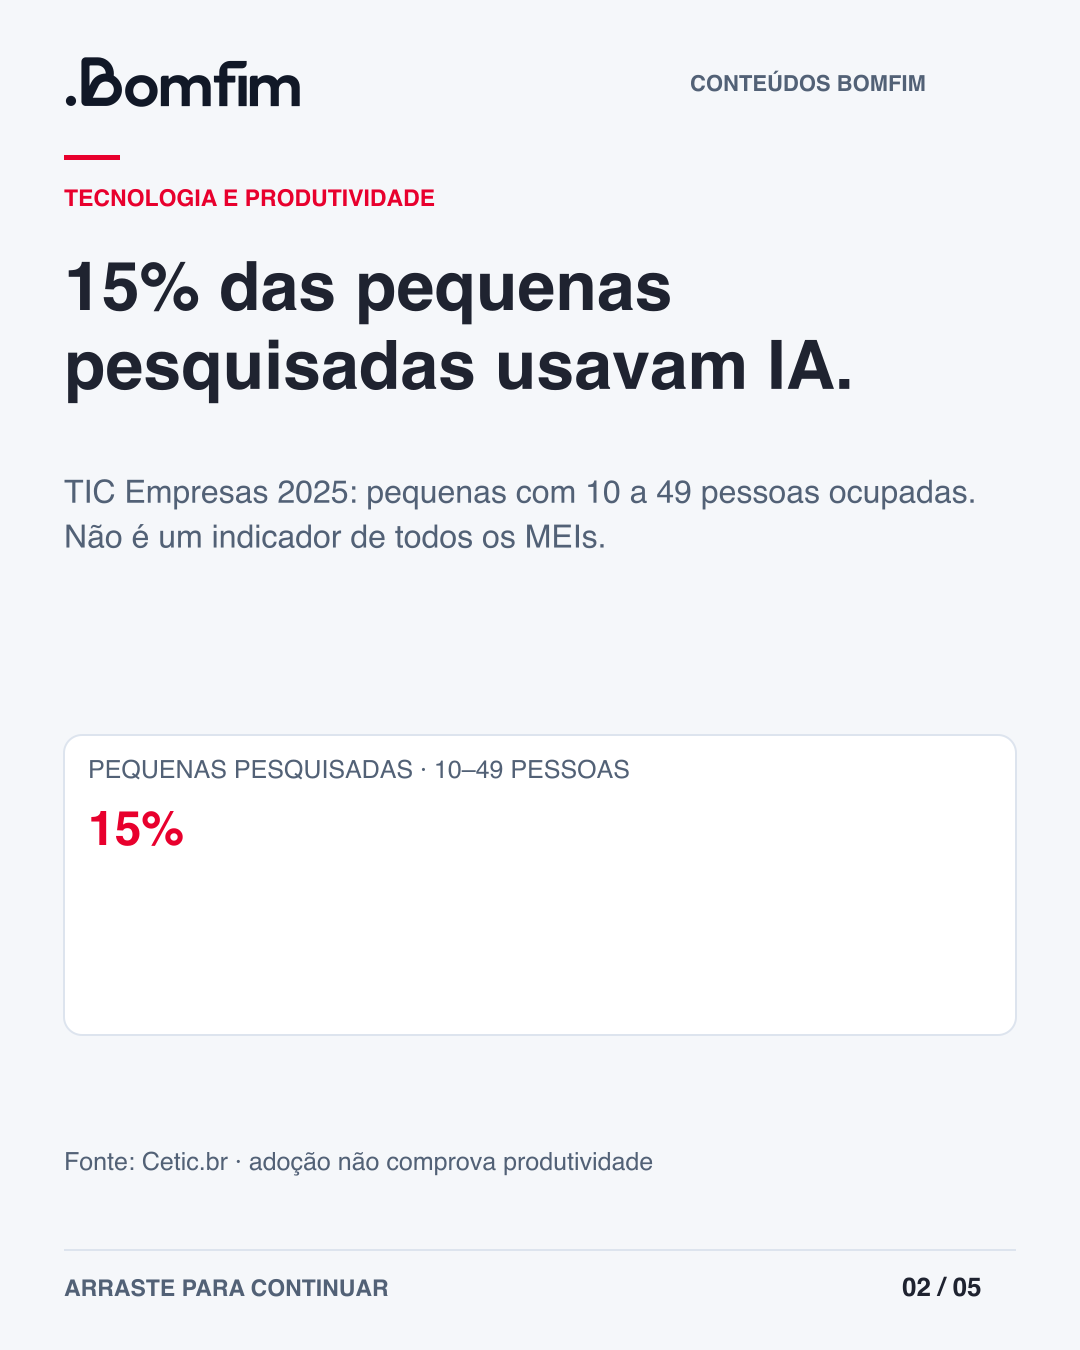 .Bomfim
CONTEÚDOS BOMFIM
TECNOLOGIA E PRODUTIVIDADE
15% das pequenas
pesquisadas usavam IA.
TIC Empresas 2025: pequenas com 10 a 49 pessoas ocupadas.
Não é um indicador de todos os MEIs.
PEQUENAS PESQUISADAS · 10–49 PESSOAS
15%
Fonte: Cetic.br · adoção não comprova produtividade
ARRASTE PARA CONTINUAR
02 / 05